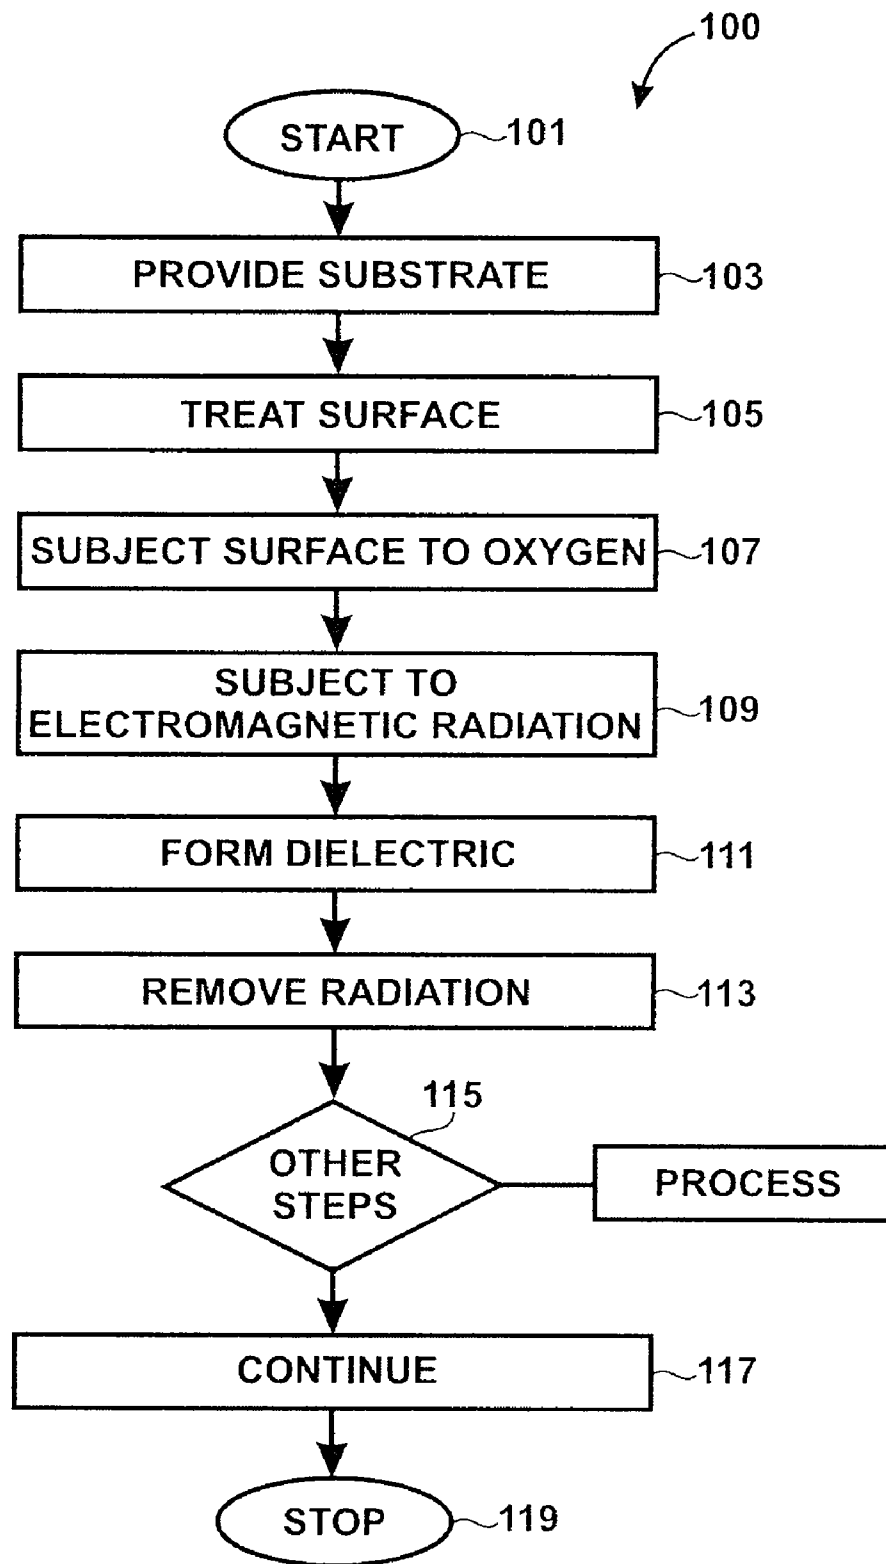 100
START
101
PROVIDE SUBSTRATE
103
TREAT SURFACE
105
SUBJECT SURFACE TO OXYGEN
107
SUBJECT TO
ELECTROMAGNETIC RADIATION
109
FORM DIELECTRIC
111
REMOVE RADIATION
113
115
OTHER
STEPS
PROCESS
CONTINUE
117
STOP
119